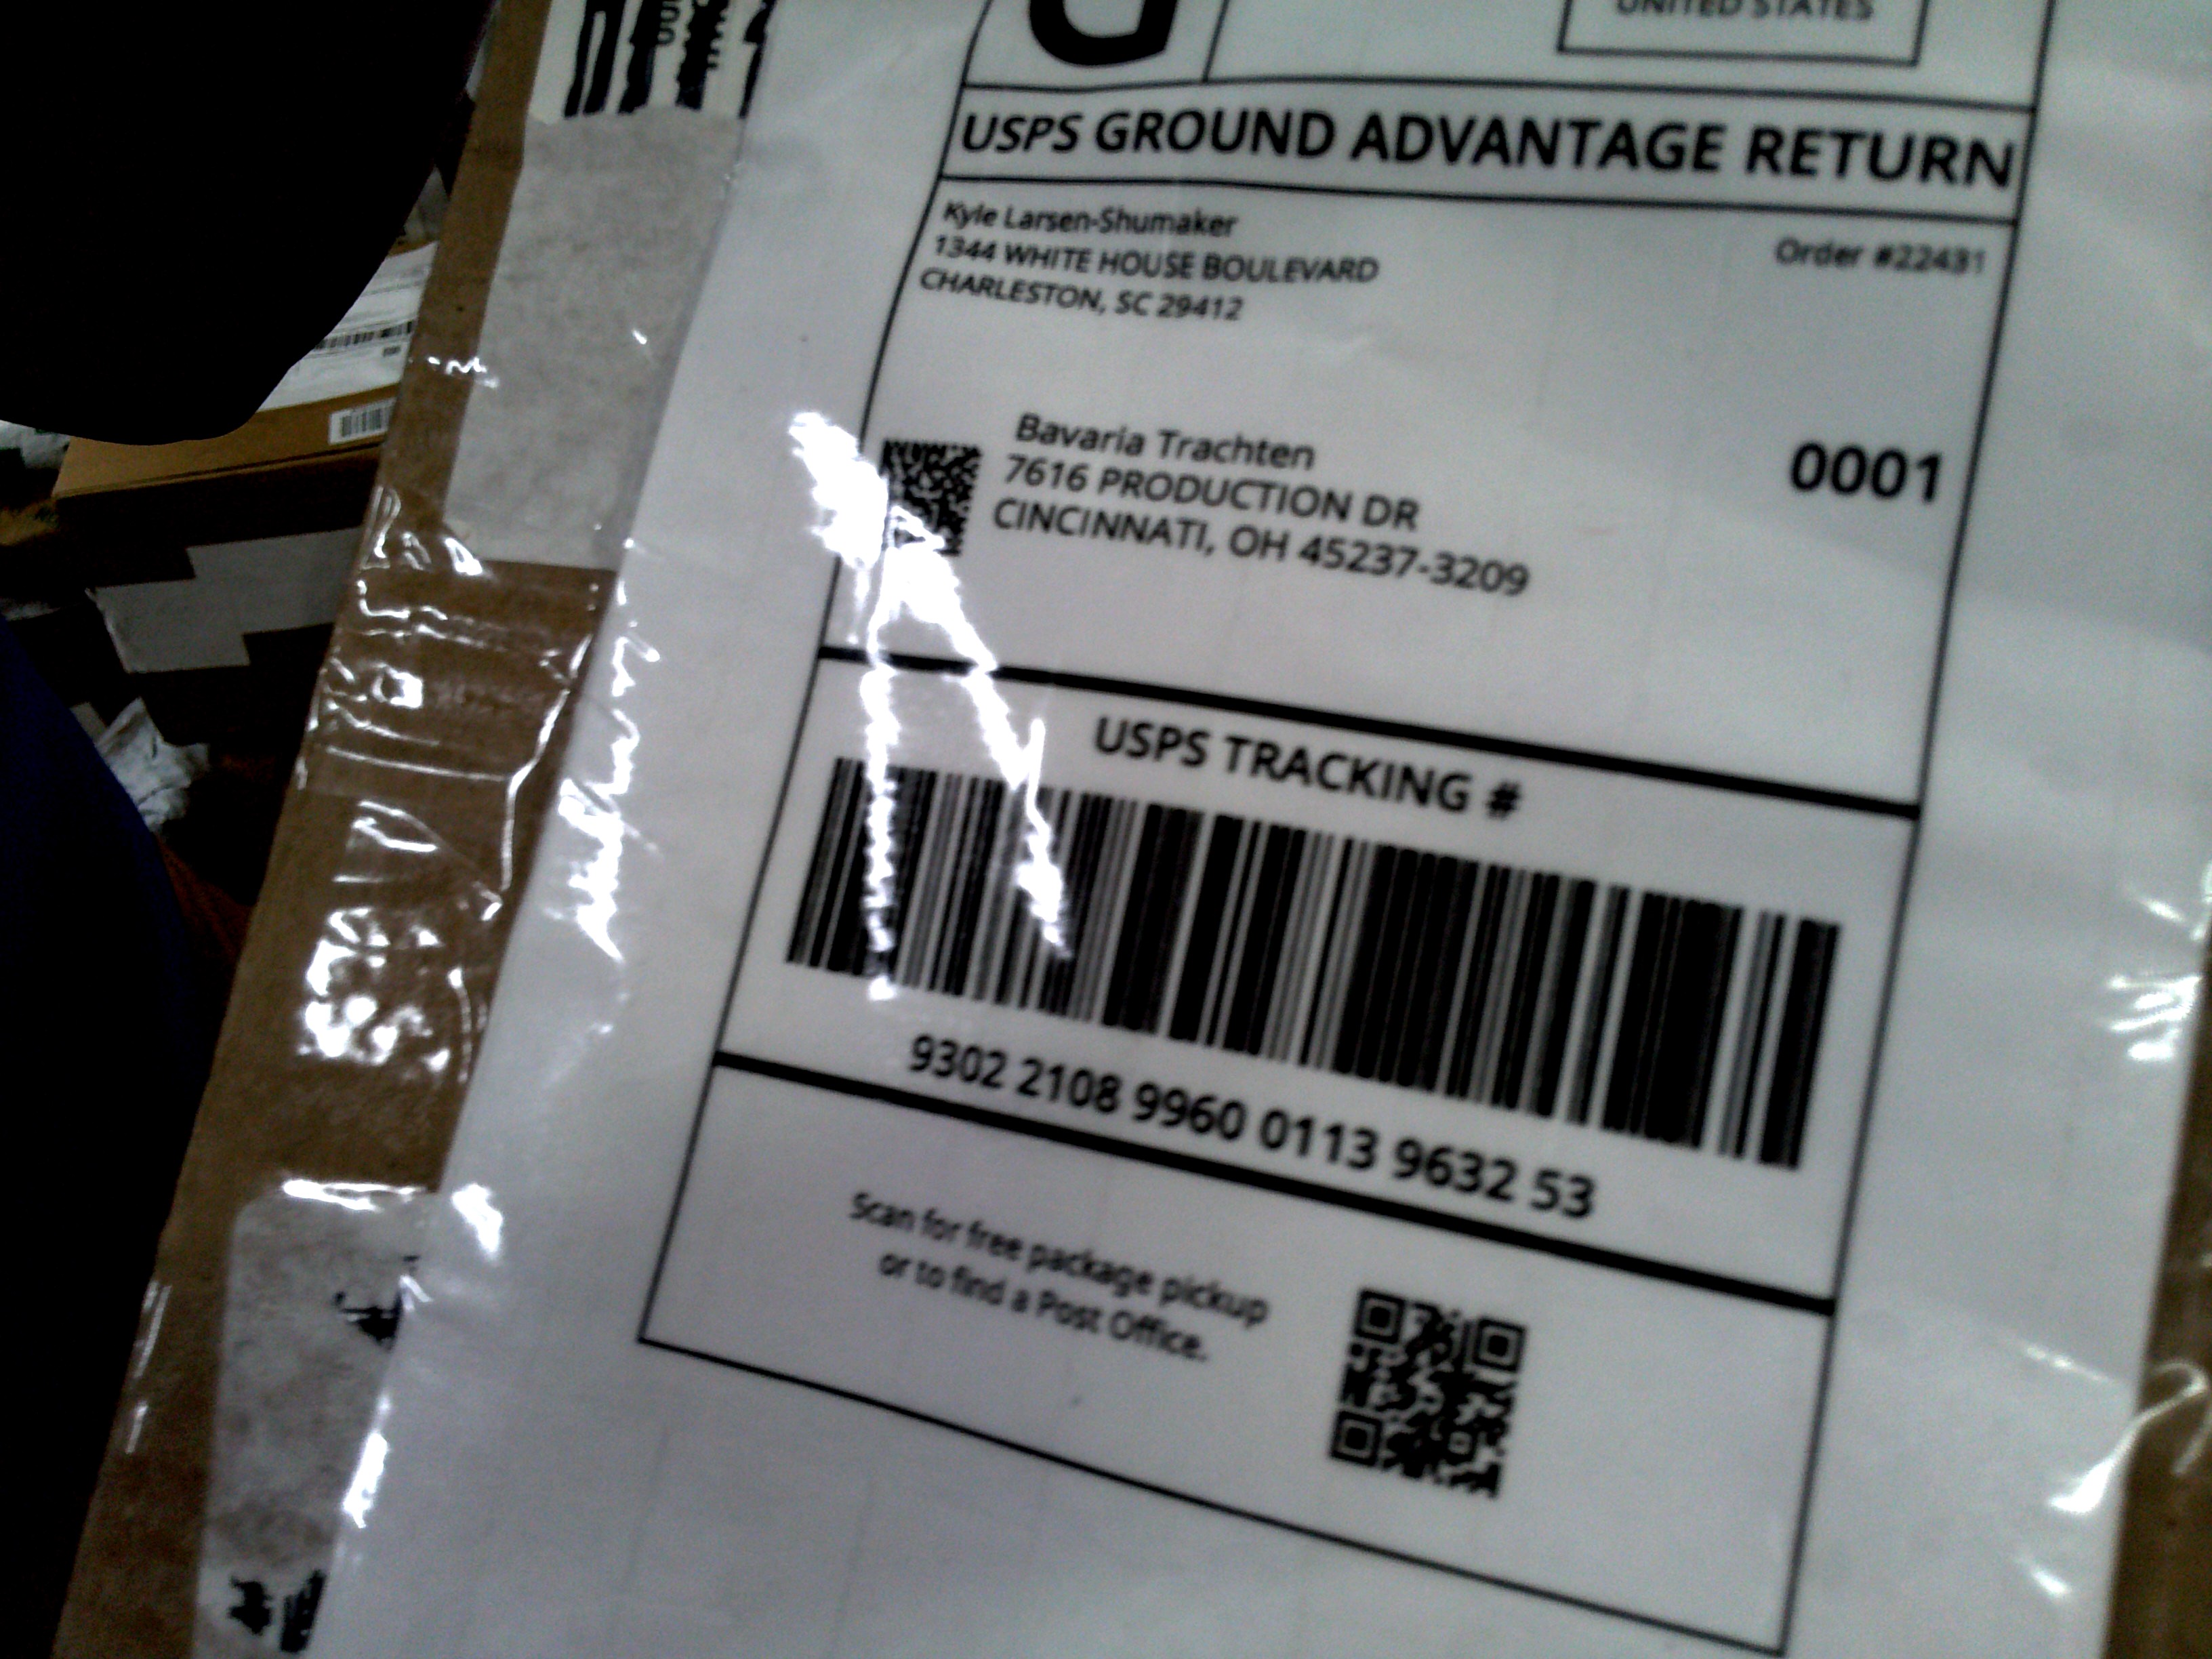 UNITED STATES
USPS GROUND ADVANTAGE RETURN
Kyle Larsen-Shumaker
1344 WHITE HOUSE BOULEVARD
CHARLESTON, SC 29412
Order #22431
Bavaria Trachten
7616 PRODUCTION DR
CINCINNATI, OH 45237-3209
0001
USPS TRACKING #
9302 2108 9960 0113 9632 53
Scan for free package pickup
or to find a Post Office.